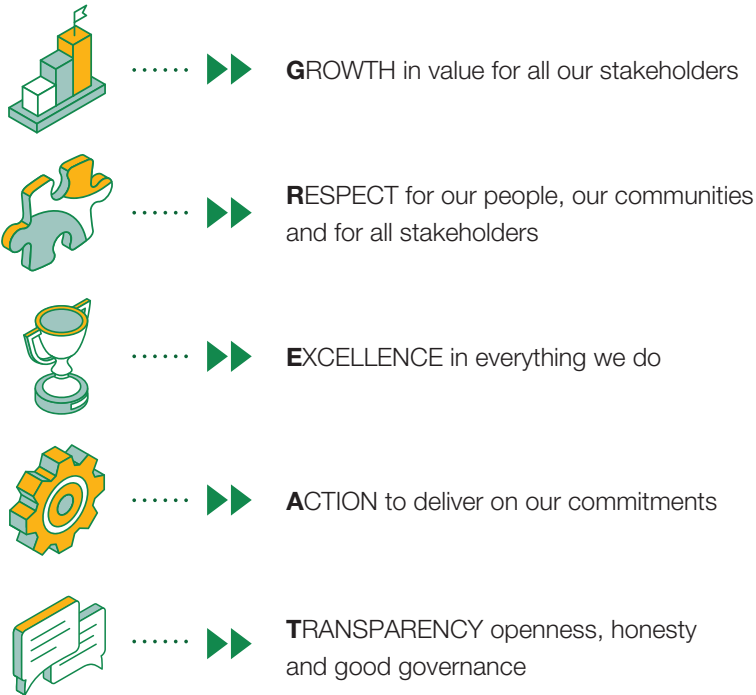 GROWTH in value for all our stakeholders
RESPECT for our people, our communities
and for all stakeholders
EXCELLENCE in everything we do
ACTION to deliver on our commitments
TRANSPARENCY openness, honesty
and good governance